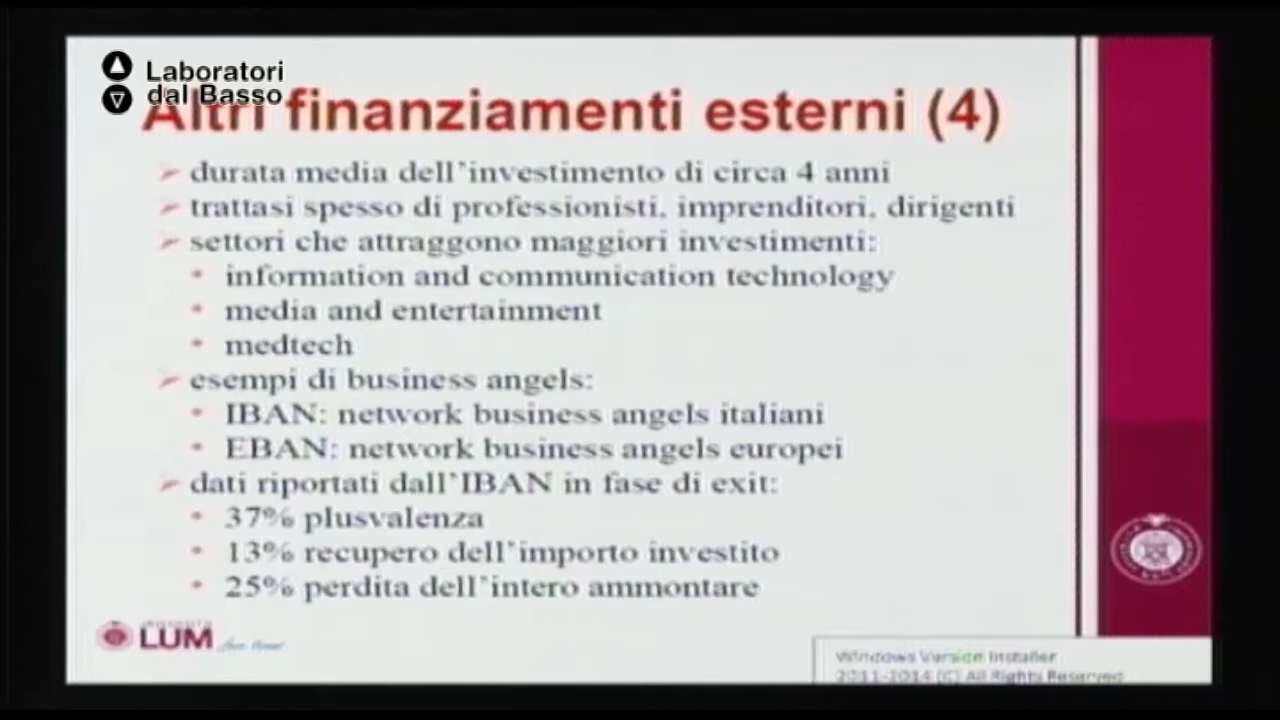 Laboratori
dal Basso
Altri finanziamenti esterni (4)
➢ durata media dell'investimento di circa 4 anni
➢ trattasi spesso di professionisti, imprenditori, dirigenti
➢ settori che attraggono maggiori investimenti:
• information and communication technology
• media and entertainment
• medtech
➢ esempi di business angels:
• IBAN: network business angels italiani
• EBAN: network business angels europei
➢ dati riportati dall'IBAN in fase di exit:
• 37% plusvalenza
• 13% recupero dell'importo investito
• 25% perdita dell'intero ammontare
LUM
Windows Version Installer
2011-2014 (C) All Rights Reserved